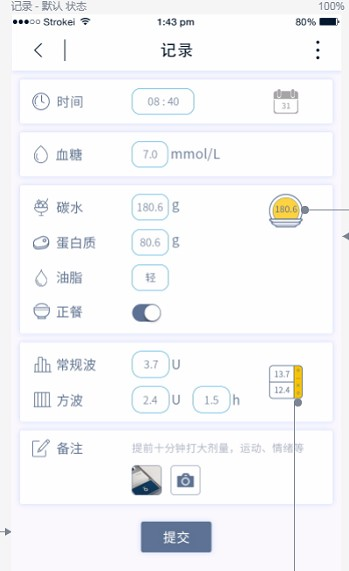 记录 - 默认 状态 100%
Strokei 1:43 pm 80%
记录
时间 08 : 40 31
血糖 7.0 mmol/L
碳水 180.6 g 180.6
蛋白质 80.6 g
油脂 轻
正餐
常规波 3.7 U 13.7
方波 2.4 U 1.5 h 12.4
备注 提前十分钟打大剂量，运动、情绪等
提交